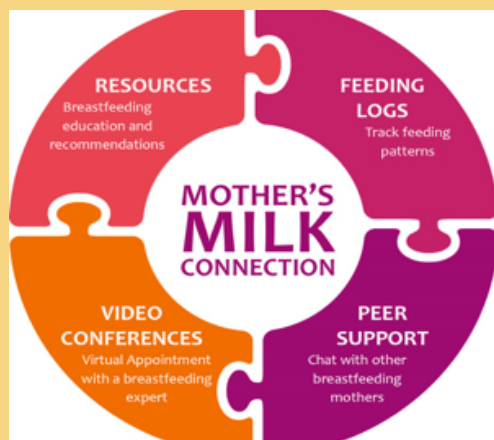 RESOURCES
Breastfeeding
education and
recommendations
FEEDING
LOGS
Track feeding
patterns
MOTHER'S
MILK
CONNECTION
VIDEO
CONFERENCES
Virtual Appointment
with a breastfeeding
expert
PEER
SUPPORT
Chat with other
breastfeeding
mothers